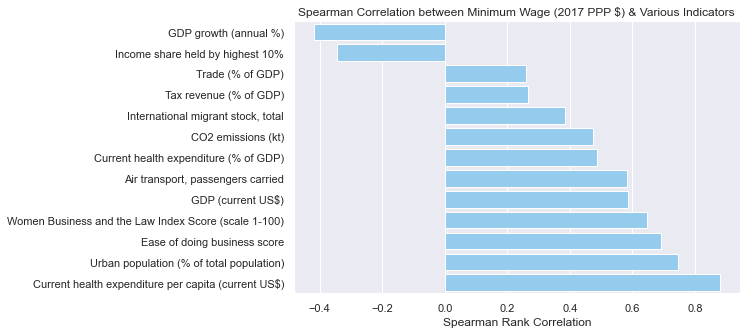 Spearman Correlation between Minimum Wage (2017 PPP $) & Various Indicators
GDP growth (annual %)
Income share held by highest 10%
Trade (% of GDP)
Tax revenue (% of GDP)
International migrant stock, total
CO2 emissions (kt)
Current health expenditure (% of GDP)
Air transport, passengers carried
GDP (current US$)
Women Business and the Law Index Score (scale 1-100)
Ease of doing business score
Urban population (% of total population)
Current health expenditure per capita (current US$)
−0.4 −0.2 0.0 0.2 0.4 0.6 0.8
Spearman Rank Correlation